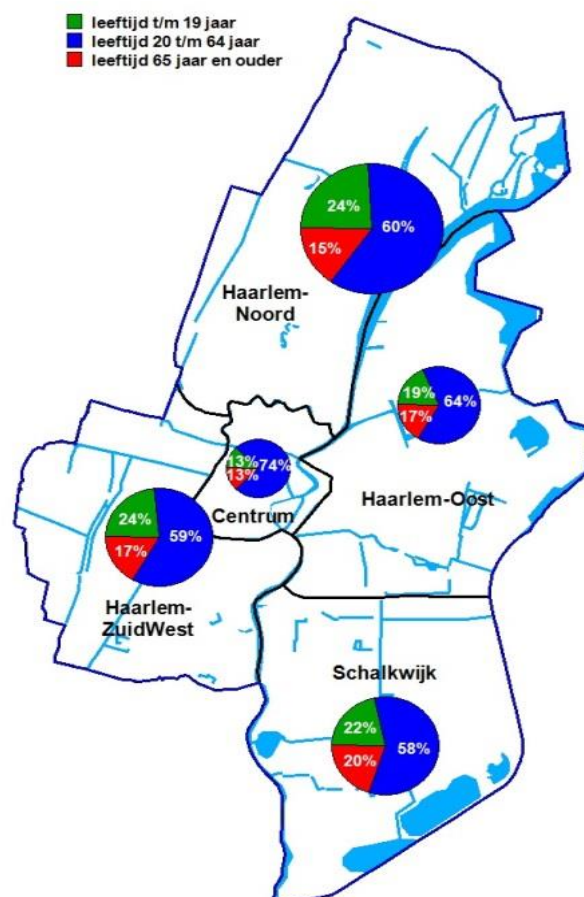 leeftijd t/m 19 jaar
leeftijd 20 t/m 64 jaar
leeftijd 65 jaar en ouder
24%
60%
15%
Haarlem-
Noord
19%
64%
17%
Haarlem-Oost
13%
74%
13%
Centrum
24%
59%
17%
Haarlem-
ZuidWest
Schalkwijk
22%
58%
20%